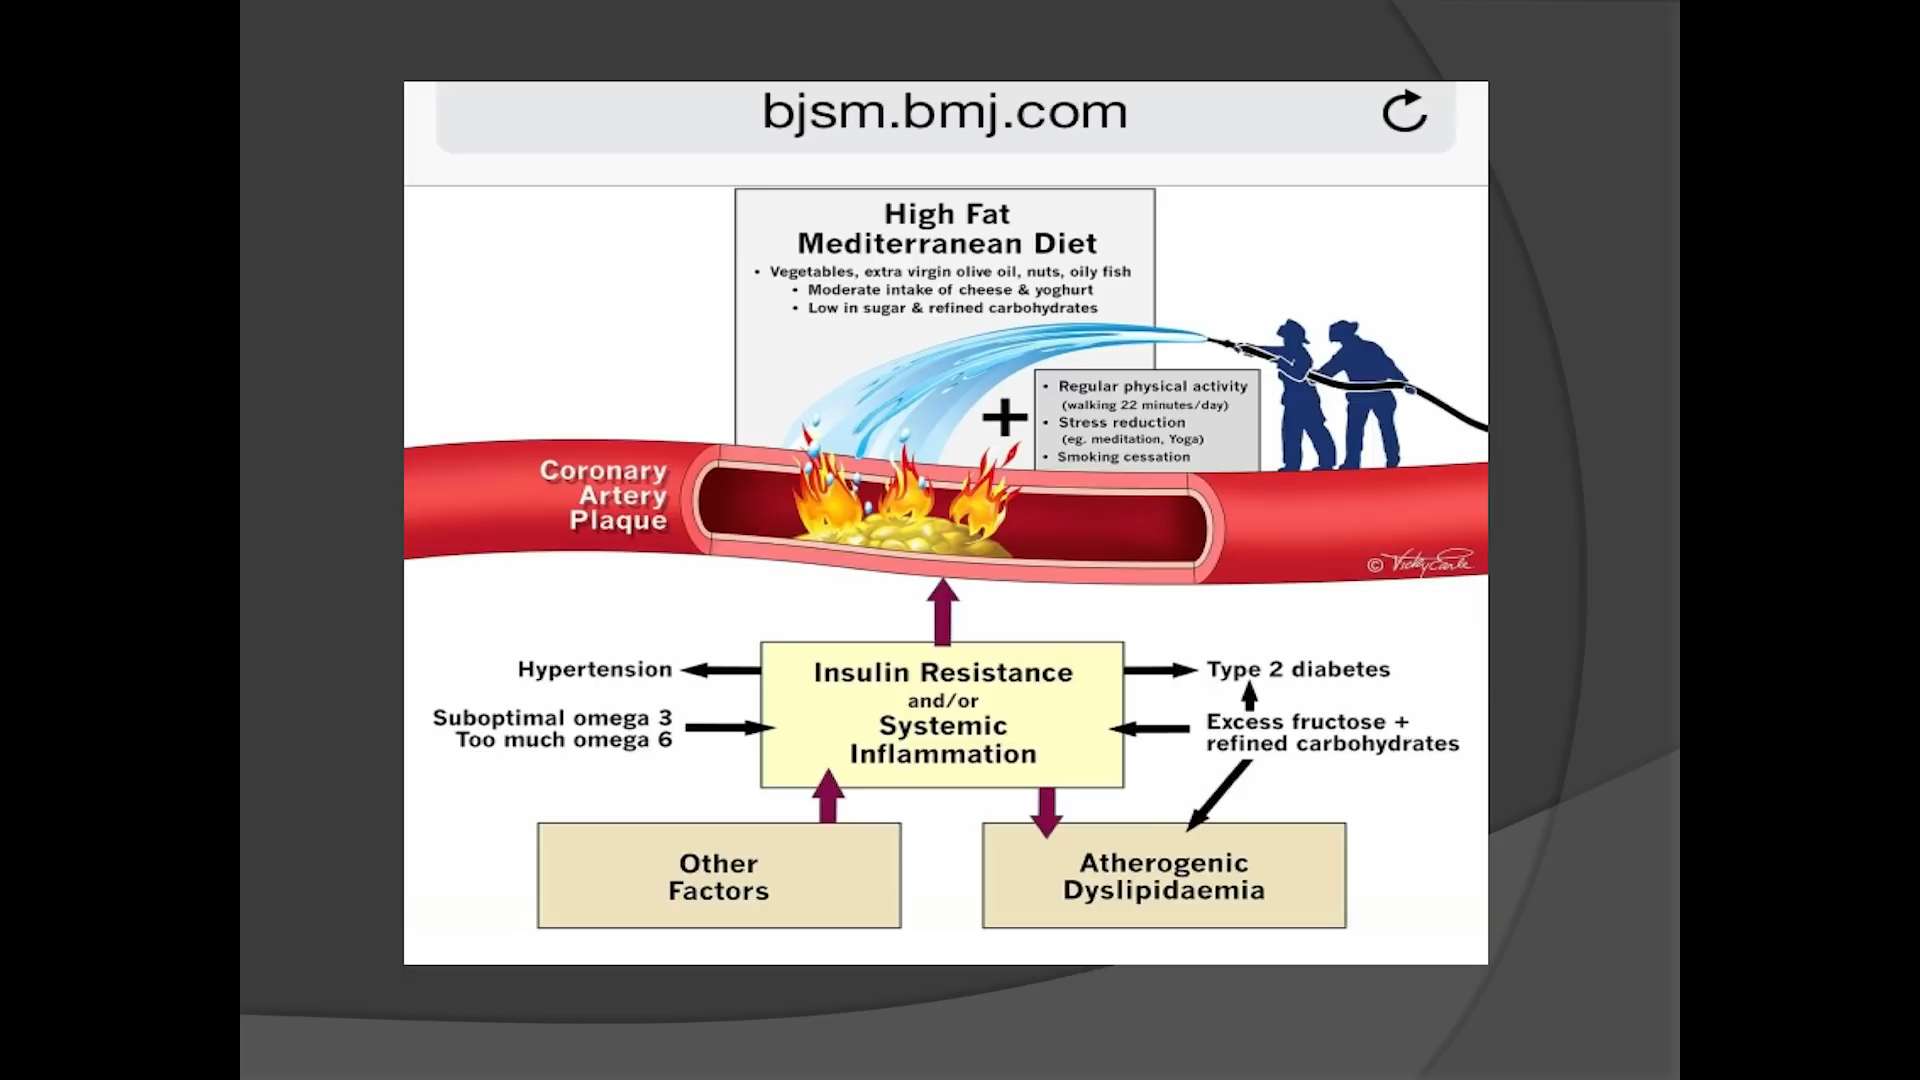 bjsm.bmj.com
High Fat
Mediterranean Diet
• Vegetables, extra virgin olive oil, nuts, oily fish
• Moderate intake of cheese & yoghurt
• Low in sugar & refined carbohydrates
+
• Regular physical activity
(walking 22 minutes/day)
• Stress reduction
(eg. meditation, Yoga)
• Smoking cessation
Coronary
Artery
Plaque
© Vicky Earle
Hypertension
Suboptimal omega 3
Too much omega 6
Insulin Resistance
and/or
Systemic
Inflammation
Type 2 diabetes
Excess fructose +
refined carbohydrates
Other
Factors
Atherogenic
Dyslipidaemia